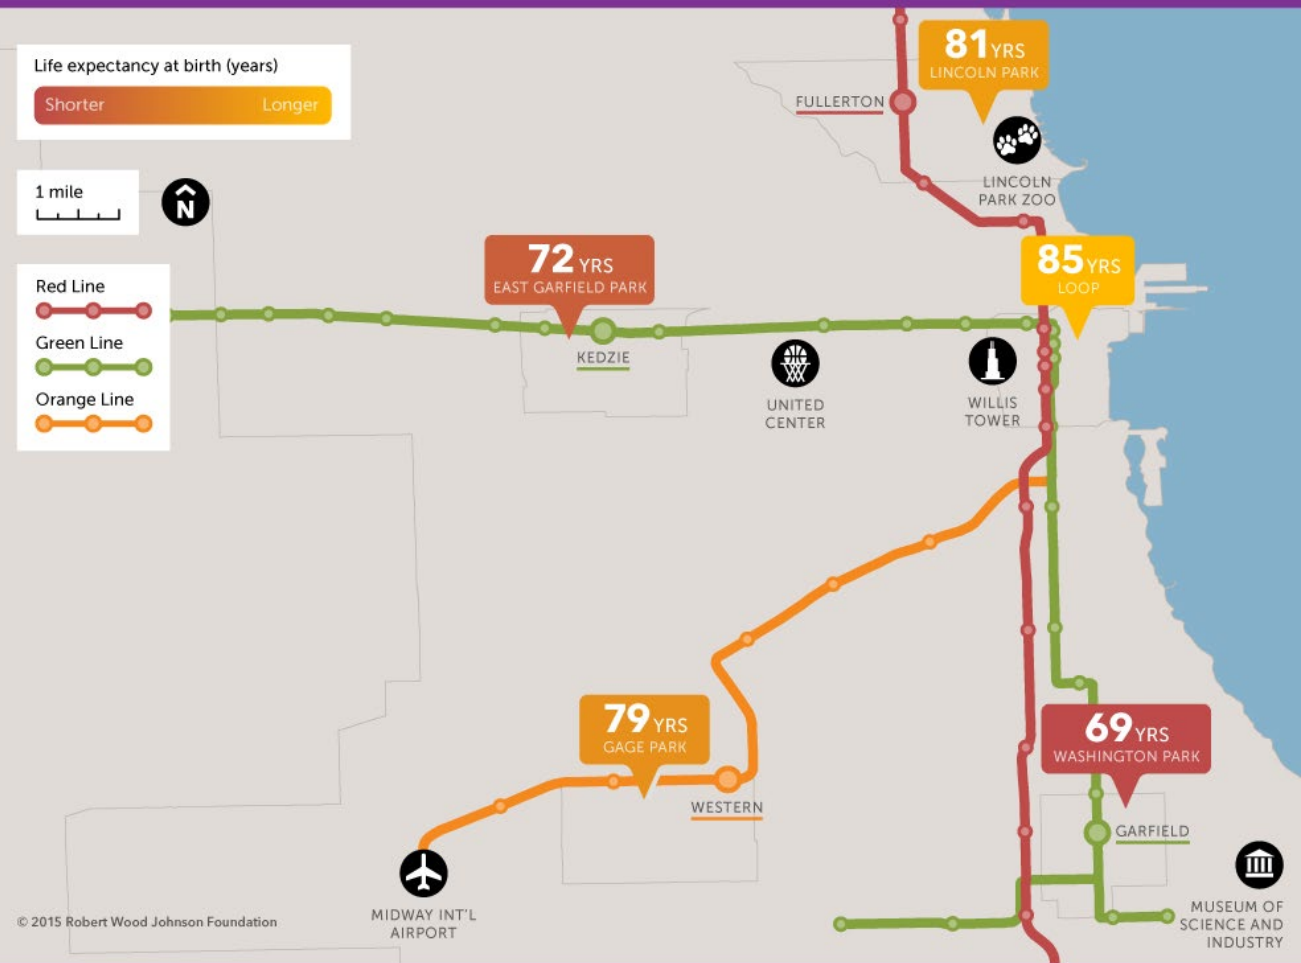 Life expectancy at birth (years)
Shorter Longer
1 mile
N
Red Line
Green Line
Orange Line
81 YRS
LINCOLN PARK
FULLERTON
LINCOLN
PARK ZOO
72 YRS
EAST GARFIELD PARK
KEDZIE
85 YRS
LOOP
UNITED
CENTER
WILLIS
TOWER
79 YRS
GAGE PARK
WESTERN
69 YRS
WASHINGTON PARK
GARFIELD
MIDWAY INT'L
AIRPORT
MUSEUM OF
SCIENCE AND
INDUSTRY
© 2015 Robert Wood Johnson Foundation